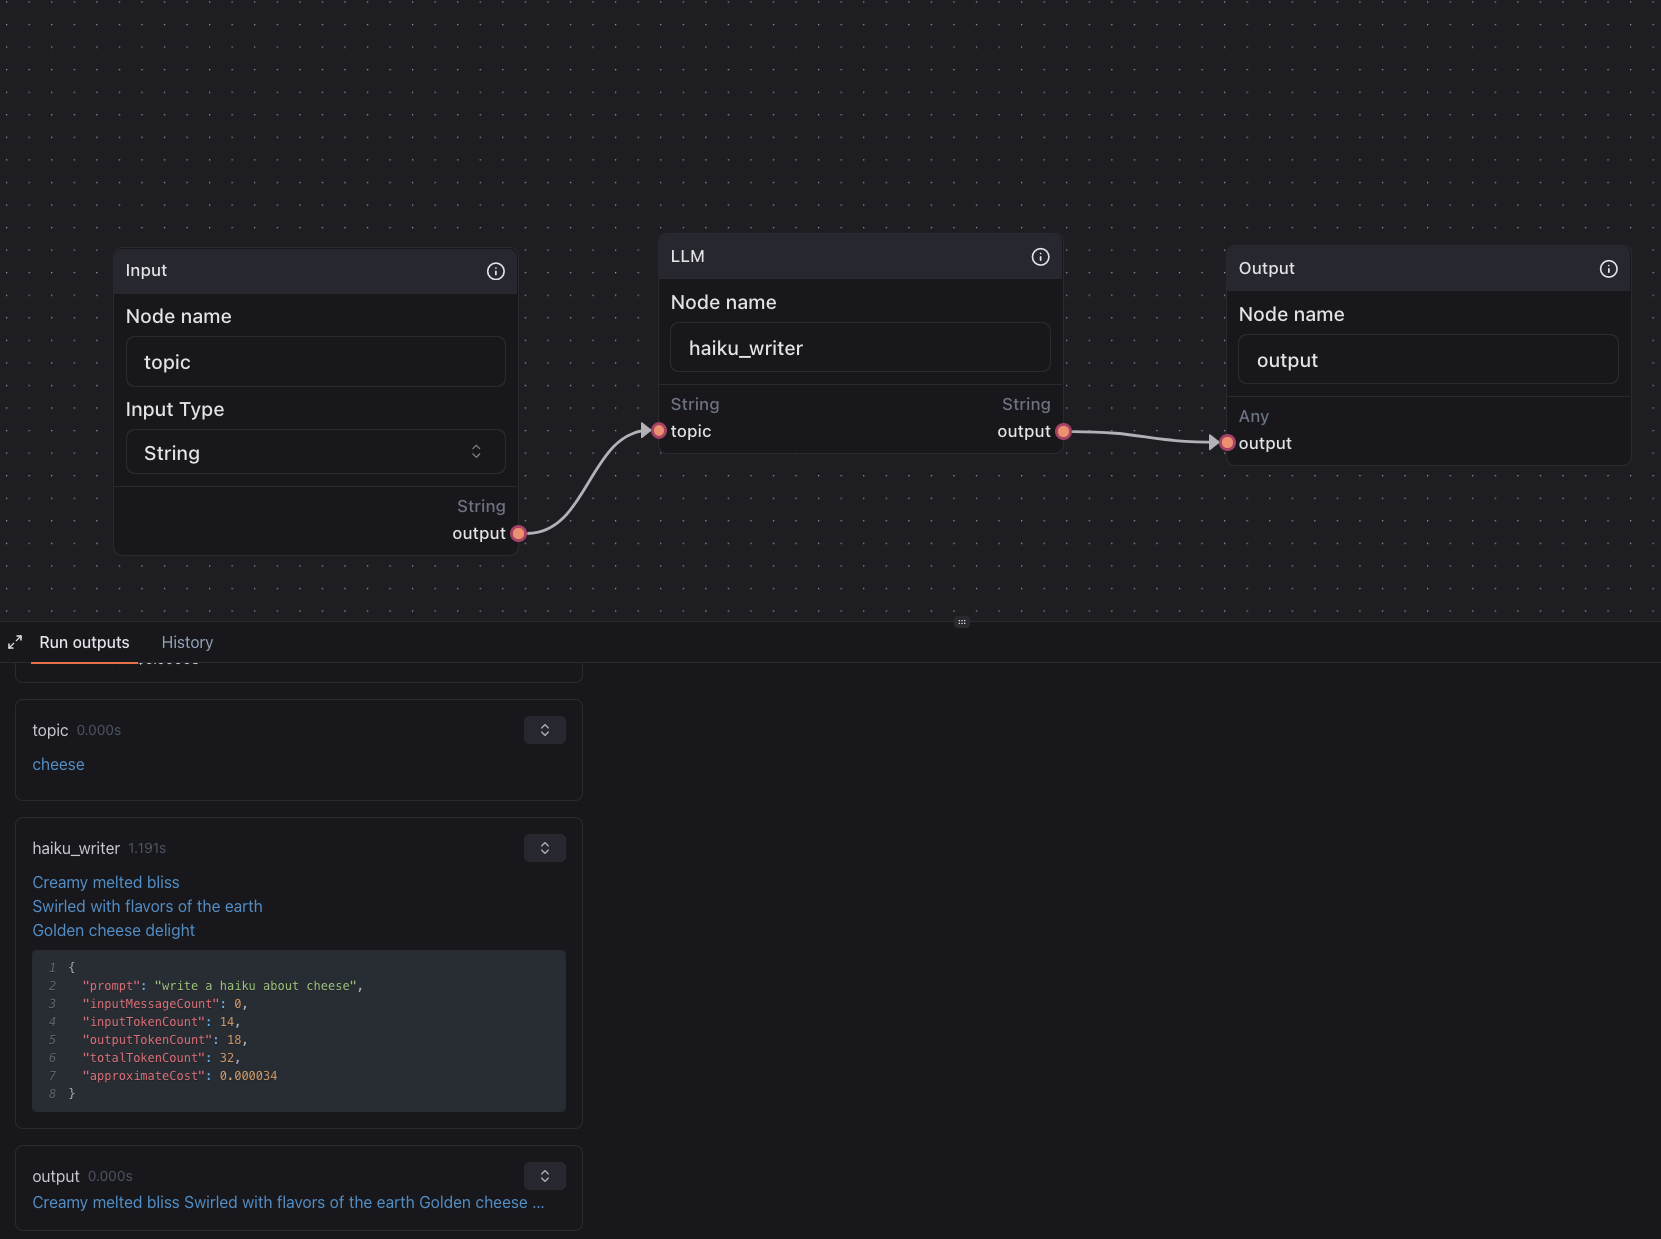 Input
Node name
topic
Input Type
String
String
output
LLM
Node name
haiku_writer
String String
topic output
Output
Node name
output
Any
output
Run outputs History
topic 0.000s
cheese
haiku_writer 1.191s
Creamy melted bliss
Swirled with flavors of the earth
Golden cheese delight
1 {
2 "prompt": "write a haiku about cheese",
3 "inputMessageCount": 0,
4 "inputTokenCount": 14,
5 "outputTokenCount": 18,
6 "totalTokenCount": 32,
7 "approximateCost": 0.000034
8 }
output 0.000s
Creamy melted bliss Swirled with flavors of the earth Golden cheese ...